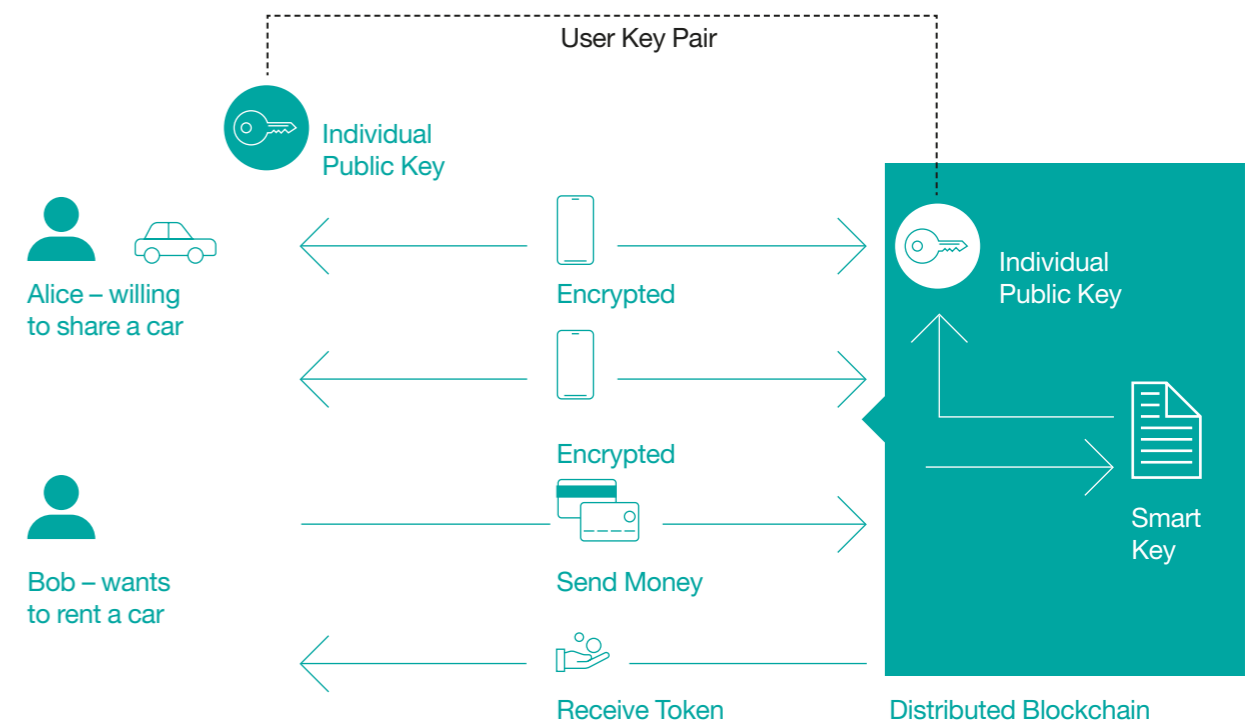 User Key Pair
Individual
Public Key
Alice – willing
to share a car
Encrypted
Individual
Public Key
Encrypted
Smart
Key
Bob – wants
to rent a car
Send Money
Receive Token
Distributed Blockchain